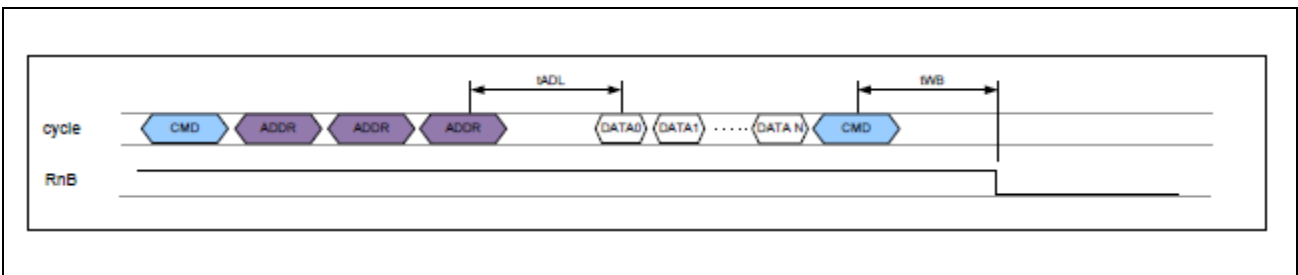 tADL tWB
cycle CMD ADDR ADDR ADDR DATA0 DATA1 ..... DATA N CMD
RnB